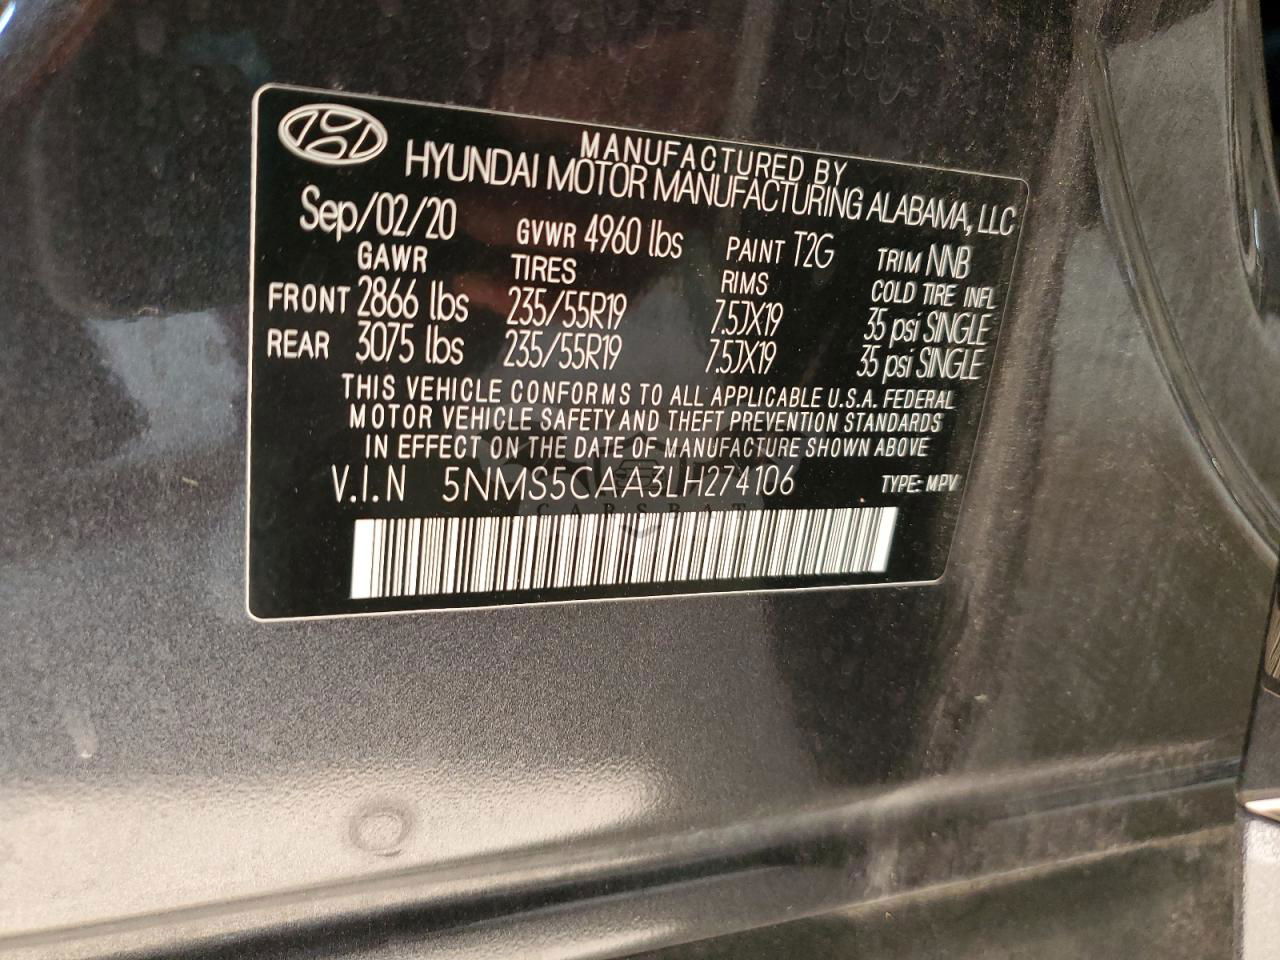 MANUFACTURED BY
HYUNDAI MOTOR MANUFACTURING ALABAMA, LLC
Sep/02/20 GVWR 4960 lbs PAINT T2G TRIM NNB
GAWR TIRES RIMS COLD TIRE INFL
FRONT 2866 lbs 235/55R19 7.5JX19 35 psi SINGLE
REAR 3075 lbs 235/55R19 7.5JX19 35 psi SINGLE
THIS VEHICLE CONFORMS TO ALL APPLICABLE U.S.A. FEDERAL
MOTOR VEHICLE SAFETY AND THEFT PREVENTION STANDARDS
IN EFFECT ON THE DATE OF MANUFACTURE SHOWN ABOVE
V.I.N 5NMS5CAA3LH274106 TYPE: MPV
CARSBAT